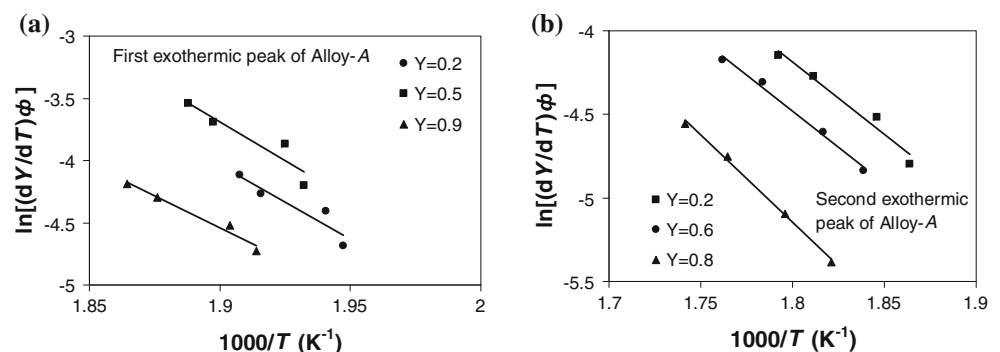 (a)
First exothermic peak of Alloy-A
Y=0.2
Y=0.5
Y=0.9
ln[(dY/dT)ϕ]
-3
-3.5
-4
-4.5
-5
1.85
1.9
1.95
2
1000/T (K⁻¹)
(b)
ln[(dY/dT)ϕ]
-4
-4.5
-5
-5.5
Y=0.2
Y=0.6
Y=0.8
Second exothermic
peak of Alloy-A
1.7
1.75
1.8
1.85
1.9
1000/T (K⁻¹)